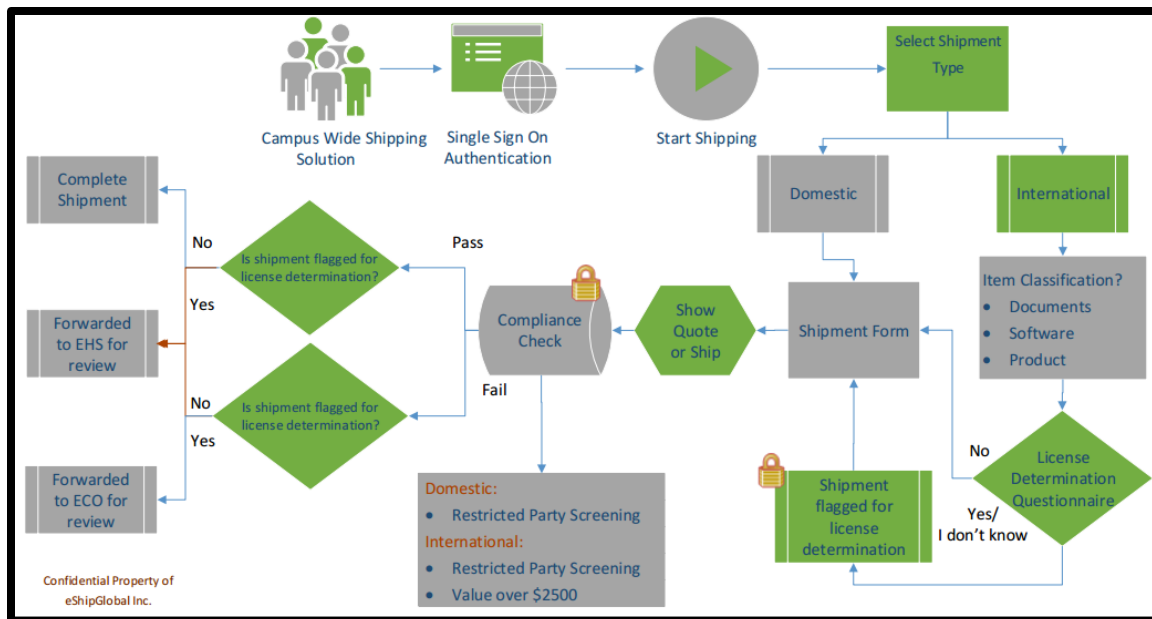 Campus Wide Shipping
Solution
Single Sign On
Authentication
Start Shipping
Select Shipment
Type
Domestic
International
Complete
Shipment
No
Is shipment flagged for
license determination?
Pass
Yes
Forwarded
to EHS for
review
Compliance
Check
Show
Quote
or Ship
Shipment Form
Item Classification?
• Documents
• Software
• Product
Fail
No
Is shipment flagged for
license determination?
Yes
Forwarded
to ECO for
review
Domestic:
• Restricted Party Screening
International:
• Restricted Party Screening
• Value over $2500
Shipment
flagged for
license
determination
No
License
Determination
Questionnaire
Yes/
I don't know
Confidential Property of
eShipGlobal Inc.